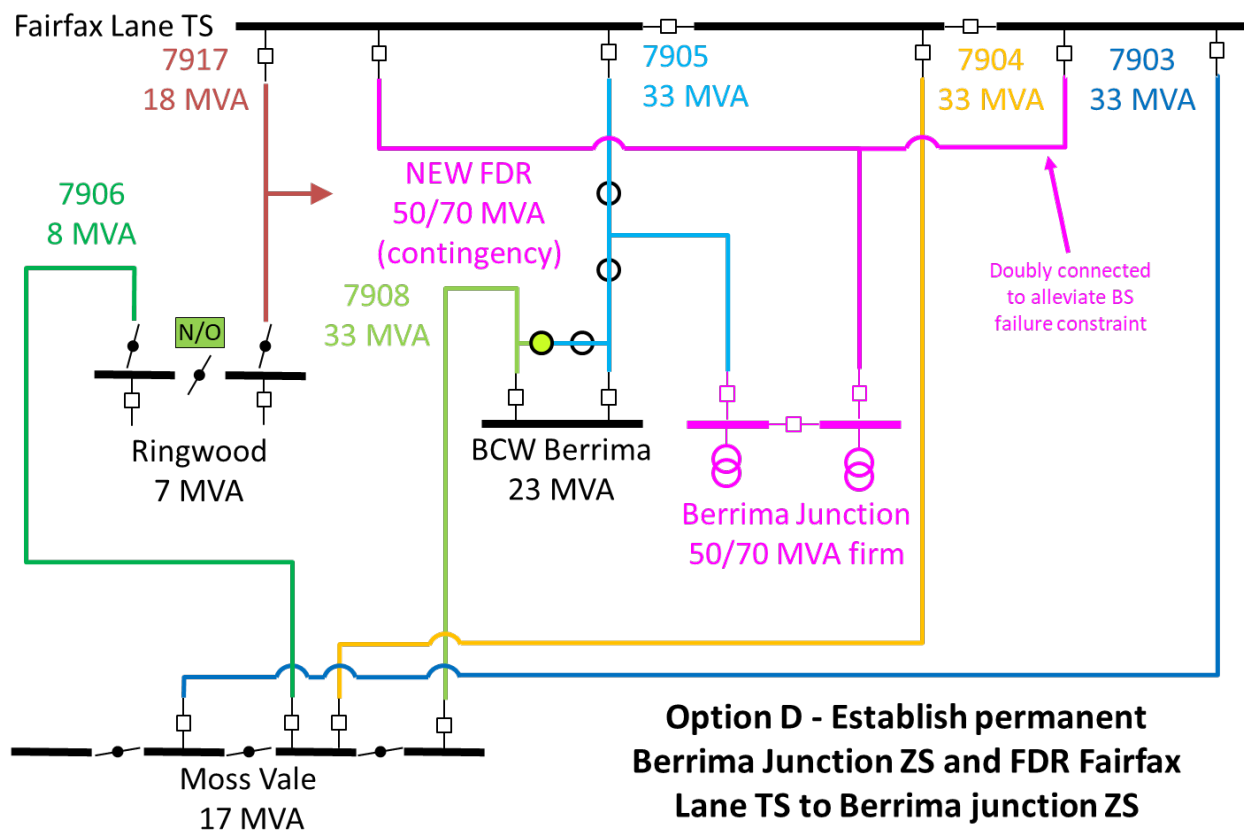 Fairfax Lane TS
7917
18 MVA
7905
33 MVA
7904
33 MVA
7903
33 MVA
7906
8 MVA
NEW FDR
50/70 MVA
(contingency)
Doubly connected
to alleviate BS
failure constraint
7908
33 MVA
N/O
Ringwood
7 MVA
BCW Berrima
23 MVA
Berrima Junction
50/70 MVA firm
Moss Vale
17 MVA
Option D - Establish permanent
Berrima Junction ZS and FDR Fairfax
Lane TS to Berrima junction ZS